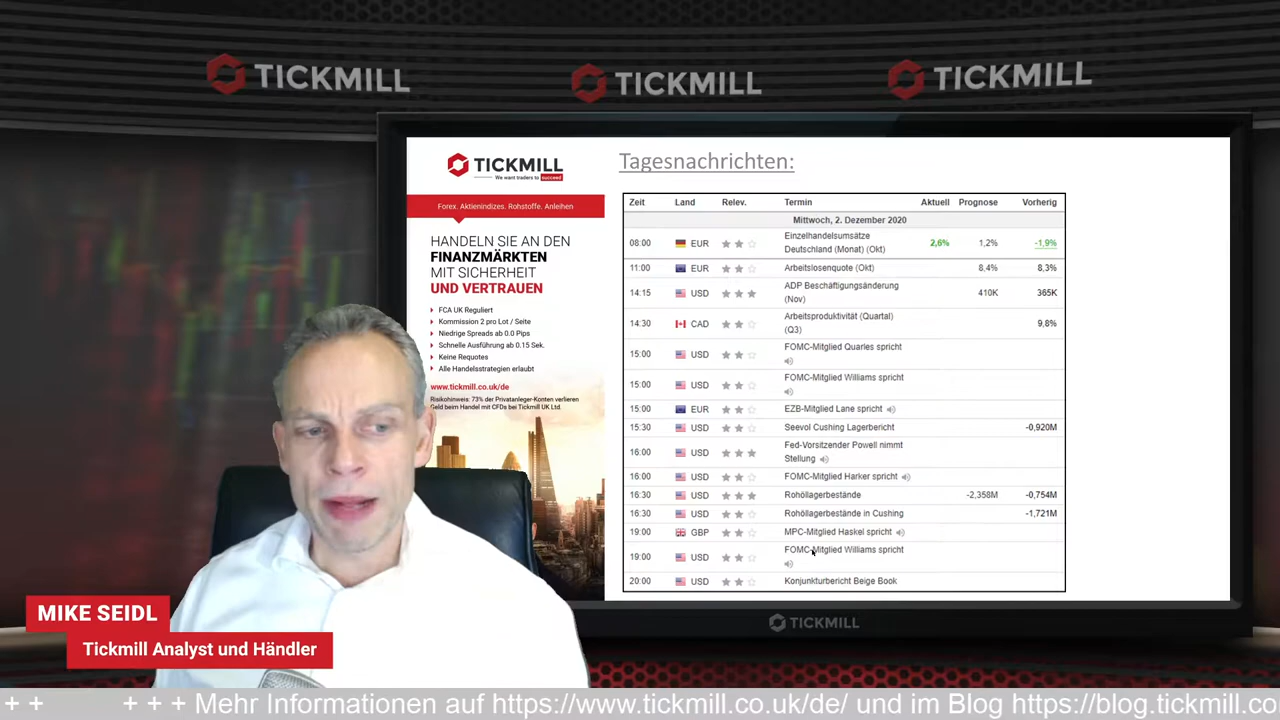 TICKMILL
TICKMILL
TICKMILL
TICKMILL
We want traders to succeed
Forex. Aktienindizes. Rohstoffe. Anleihen
HANDELN SIE AN DEN
FINANZMÄRKTEN
MIT SICHERHEIT
UND VERTRAUEN
FCA UK Reguliert
Kommission 2 pro Lot / Seite
Niedrige Spreads ab 0.0 Pips
Schnelle Ausführung ab 0.15 Sek.
Keine Requotes
Alle Handelsstrategien erlaubt
www.tickmill.co.uk/de
Risikohinweis: 73% der Privatanleger-Konten verlieren
Geld beim Handel mit CFDs bei Tickmill UK Ltd.
Tagesnachrichten:
Zeit Land Relev. Termin Aktuell Prognose Vorherig
Mittwoch, 2. Dezember 2020
08:00 EUR Einzelhandelsumsätze
Deutschland (Monat) (Okt) 2,6% 1,2% -1,9%
11:00 EUR Arbeitslosenquote (Okt) 8,4% 8,3%
14:15 USD ADP Beschäftigungsänderung
(Nov) 410K 365K
14:30 CAD Arbeitsproduktivität (Quartal)
(Q3) 9,8%
15:00 USD FOMC-Mitglied Quarles spricht
15:00 USD FOMC-Mitglied Williams spricht
15:00 EUR EZB-Mitglied Lane spricht
15:30 USD Seevol Cushing Lagerbericht -0,920M
16:00 USD Fed-Vorsitzender Powell nimmt
Stellung
16:00 USD FOMC-Mitglied Harker spricht
16:30 USD Rohöllagerbestände -2,358M -0,754M
16:30 USD Rohöllagerbestände in Cushing -1,721M
19:00 GBP MPC-Mitglied Haskel spricht
19:00 USD FOMC-Mitglied Williams spricht
20:00 USD Konjunkturbericht Beige Book
TICKMILL
MIKE SEIDL
Tickmill Analyst und Händler
+ + + + + Mehr Informationen auf https://www.tickmill.co.uk/de/ und im Blog https://blog.tickmill.co